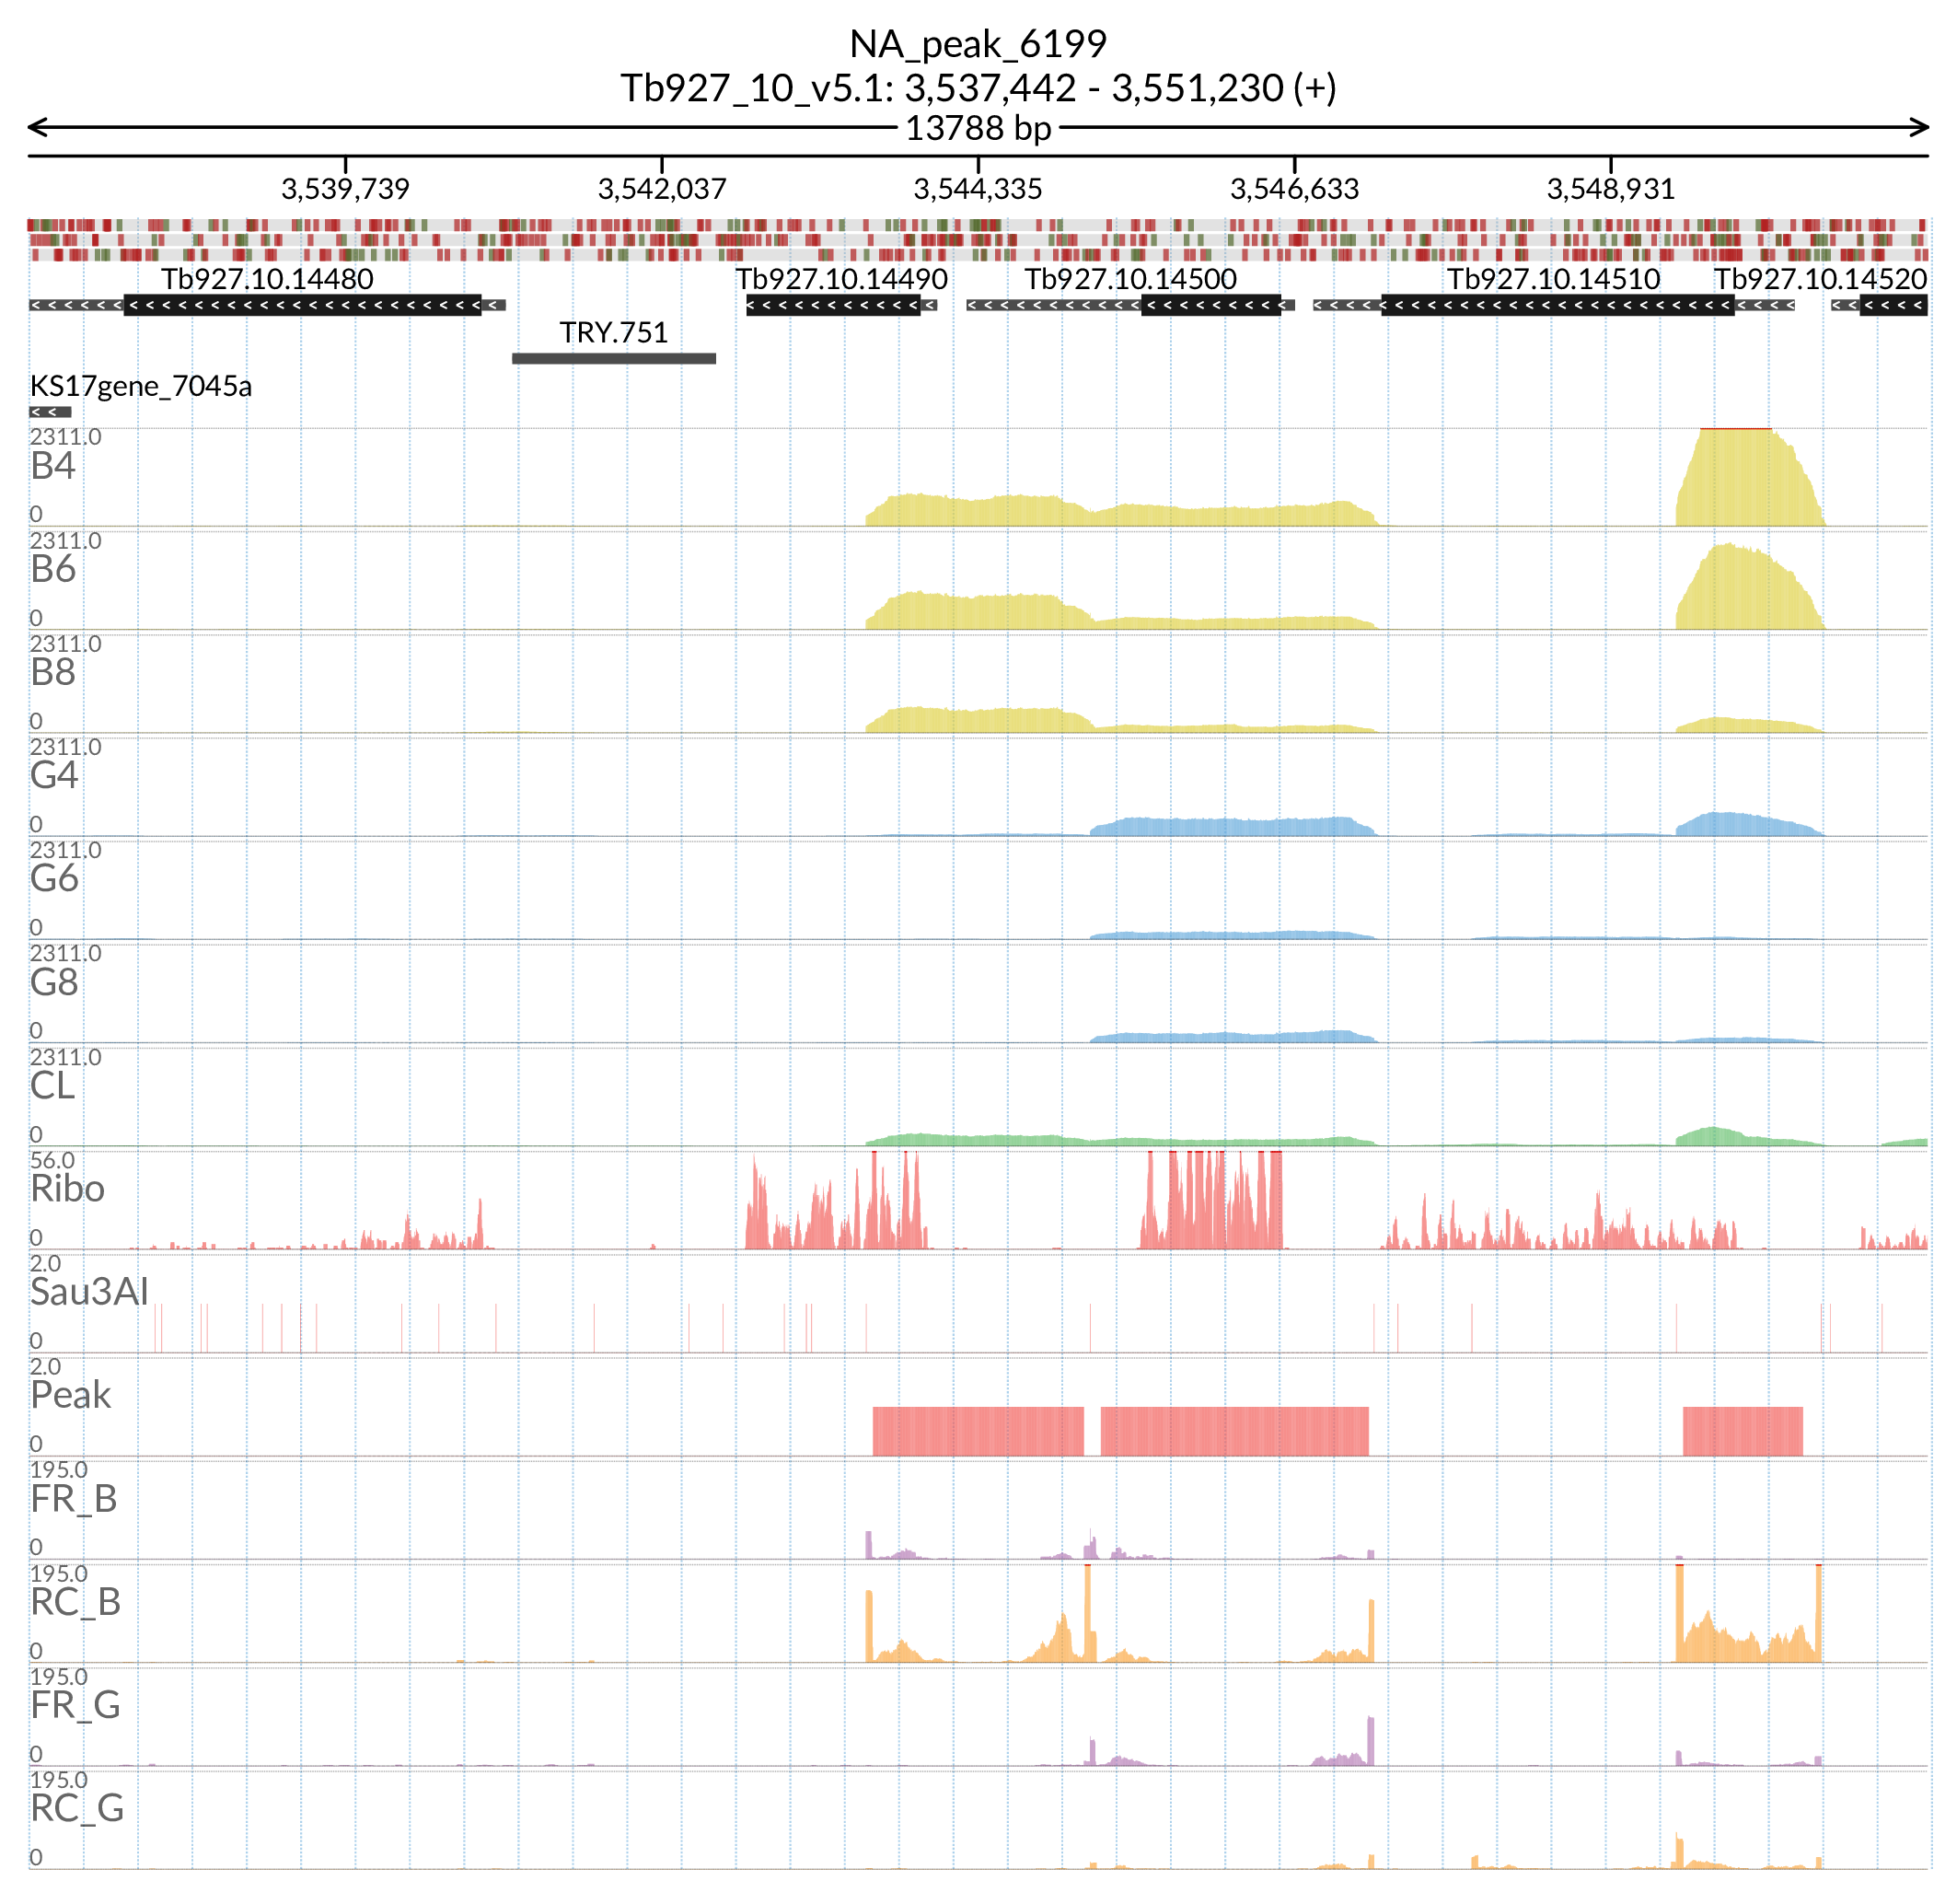 NA_peak_6199
Tb927_10_v5.1: 3,537,442 - 3,551,230 (+)
13788 bp
3,539,739 3,542,037 3,544,335 3,546,633 3,548,931
Tb927.10.14480 Tb927.10.14490 Tb927.10.14500 Tb927.10.14510 Tb927.10.14520
TRY.751
KS17gene_7045a
2311.0
B4
0
2311.0
B6
0
2311.0
B8
0
2311.0
G4
0
2311.0
G6
0
2311.0
G8
0
2311.0
CL
0
56.0
Ribo
0
2.0
Sau3AI
0
2.0
Peak
0
195.0
FR_B
0
195.0
RC_B
0
195.0
FR_G
0
195.0
RC_G
0